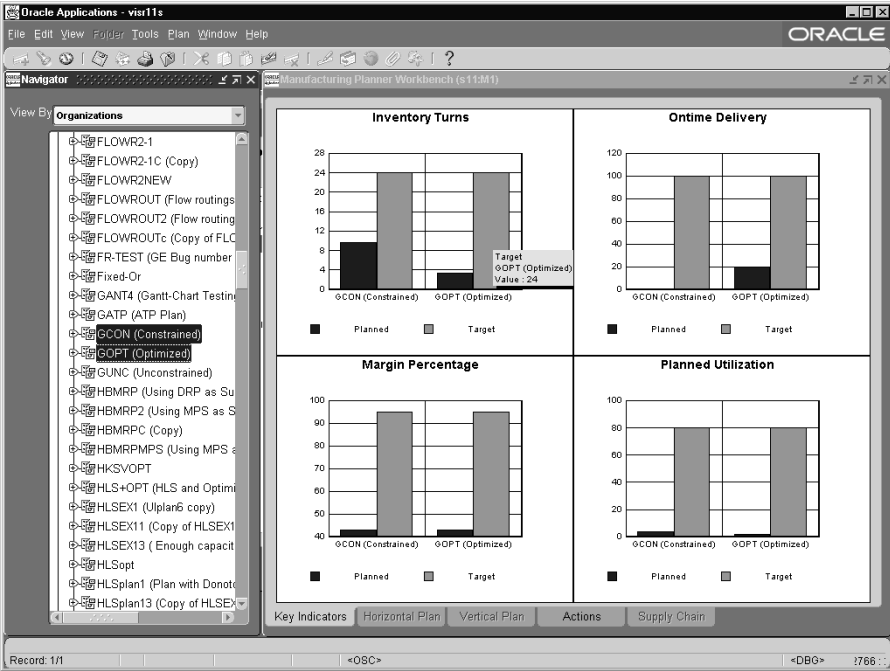 Oracle Applications - visr11s
File Edit View Folder Tools Plan Window Help
ORACLE
Navigator
Manufacturing Planner Workbench (s11:M1)
View By Organizations
FLOWR2-1
FLOWR2-1C (Copy)
FLOWR2NEW
FLOWROUT (Flow routings
FLOWROUT2 (Flow routing
FLOWROUTc (Copy of FLC
FR-TEST (GE Bug number
Fixed-Or
GANT4 (Gantt-Chart Testin
GATP (ATP Plan)
GCON (Constrained)
GOPT (Optimized)
GUNC (Unconstrained)
HBMRP (Using DRP as Su
HBMRP2 (Using MPS as S
HBMRPC (Copy)
HBMRPMPS (Using MPS a
HKSVOPT
HLS+OPT (HLS and Optimi
HLSEX1 (Ulplan6 copy)
HLSEX11 (Copy of HLSEX1
HLSEX13 ( Enough capacit
HLSopt
HLSplan1 (Plan with Donoto
HLSplan13 (Copy of HLSEX
Inventory Turns
28
24
20
16
12
8
4
0
Target
GOPT (Optimized)
Value : 24
GCON (Constrained) GOPT (Optimized)
Planned Target
Ontime Delivery
120
100
80
60
40
20
0
GCON (Constrained) GOPT (Optimized)
Planned Target
Margin Percentage
100
90
80
70
60
50
40
GCON (Constrained) GOPT (Optimized)
Planned Target
Planned Utilization
100
80
60
40
20
0
GCON (Constrained) GOPT (Optimized)
Planned Target
Key Indicators Horizontal Plan Vertical Plan Actions Supply Chain
Record: 1/1 <OSC> <DBG>